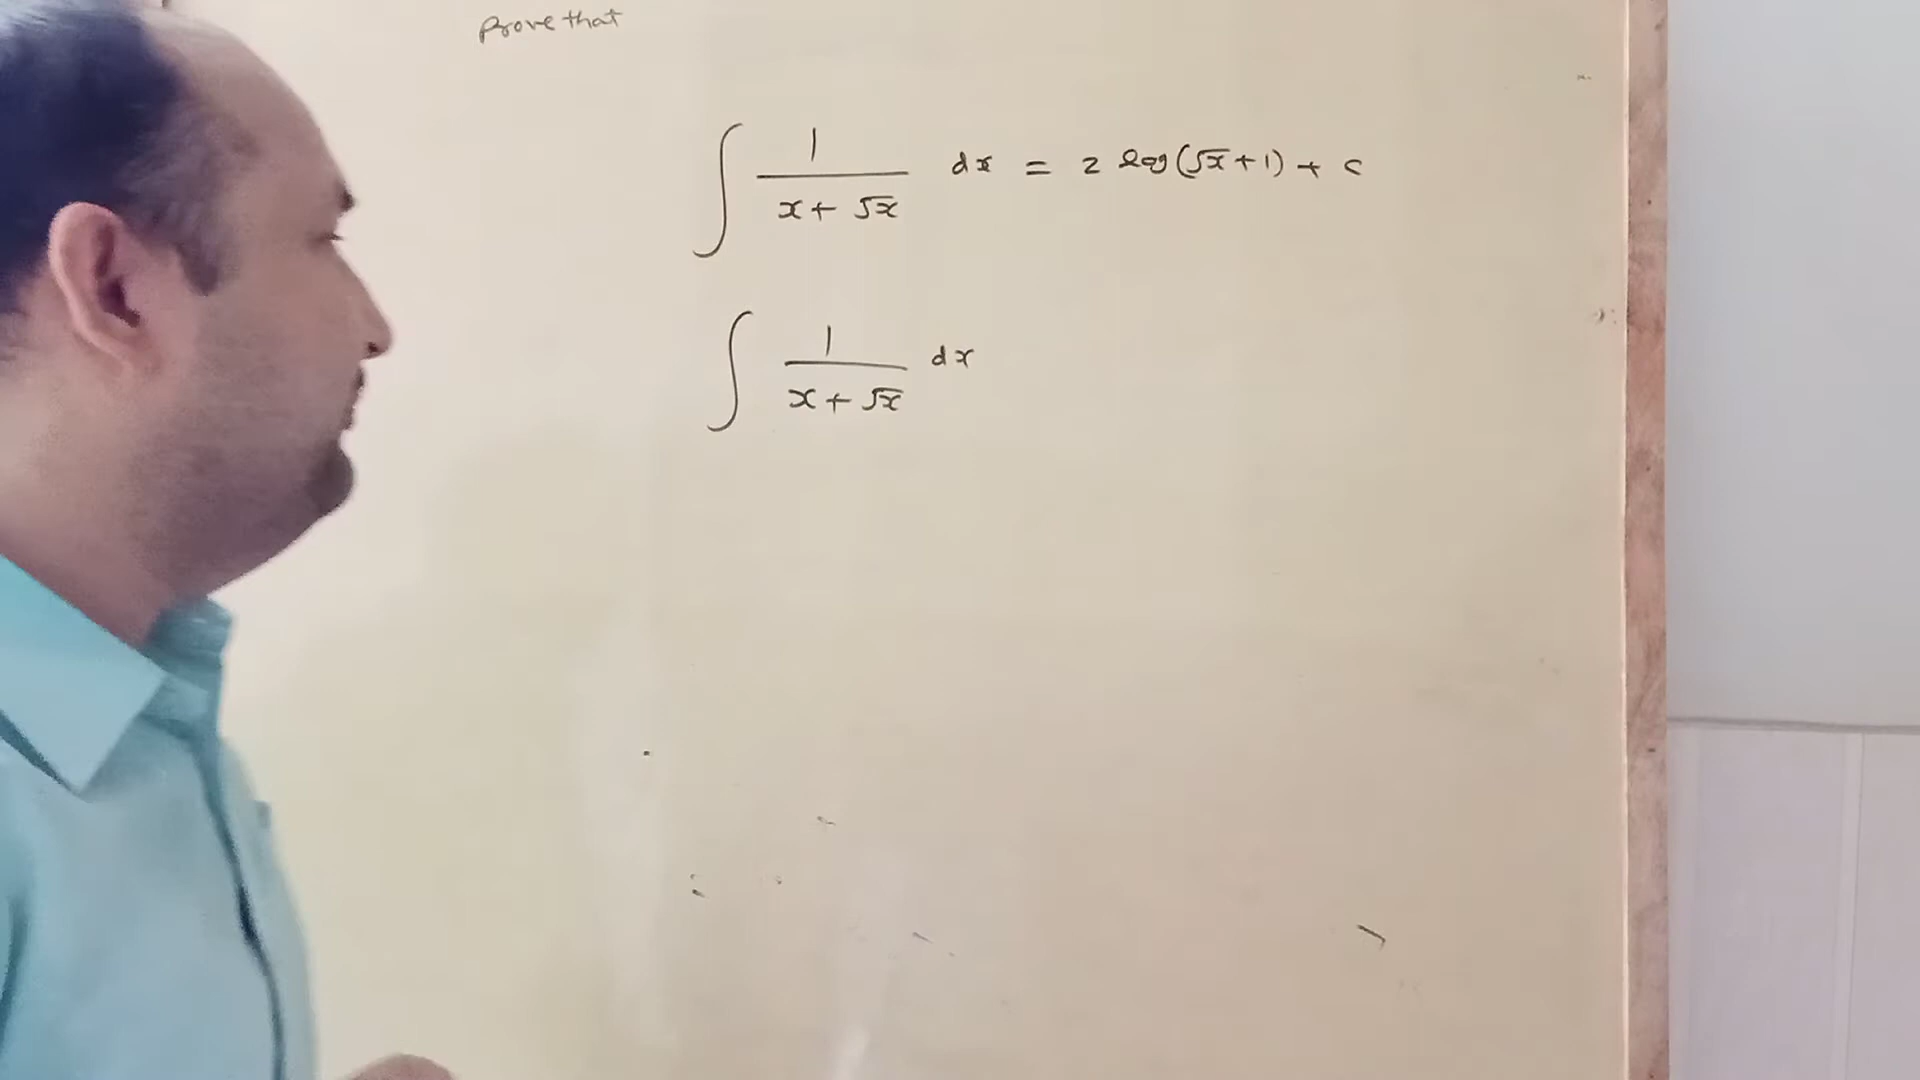 Prove that
∫ 1/(x + √x) dx = 2 log(√x + 1) + c
∫ 1/(x + √x) dx